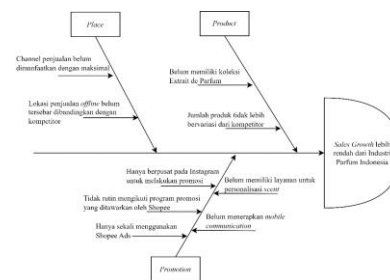 Place
Product
Channel penjualan belum
dimanfaatkan dengan maksimal
Belum memiliki koleksi
Extrait de Parfum
Lokasi penjualan offline belum
tersebar dibandingkan dengan
kompetitor
Jumlah produk tidak lebih
bervariasi dari kompetitor
Sales Growth lebih
rendah dari Industri
Parfum Indonesia
Hanya berpusat pada Instagram
untuk melakukan promosi
Belum memiliki layanan untuk
personalisasi scent
Tidak rutin mengikuti program promosi
yang ditawarkan oleh Shopee
Belum menerapkan mobile
communication
Hanya sekali menggunakan
Shopee Ads
Promotion